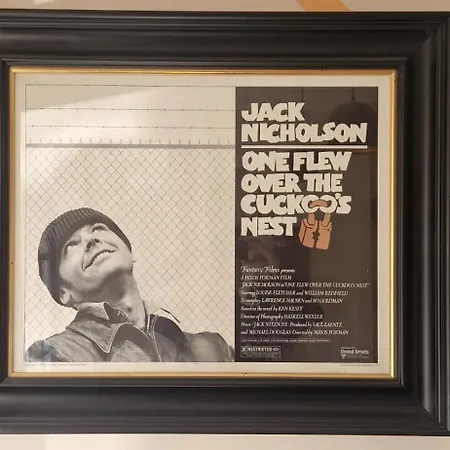 JACK
NICHOLSON
ONE FLEW
OVER THE
CUCKOO'S
NEST
Fantasy Films presents
A MILOS FORMAN FILM
"JACK NICHOLSON in "ONE FLEW OVER THE CUCKOO'S NEST"
Starring LOUISE FLETCHER and WILLIAM REDFIELD
Screenplay LAWRENCE HAUBEN and BO GOLDMAN
Based on the novel by KEN KESEY
Director of Photography HASKELL WEXLER
Music - JACK NITZSCHE Produced by SAUL ZAENTZ
and MICHAEL DOUGLAS Directed by MILOS FORMAN
R RESTRICTED
United Artists